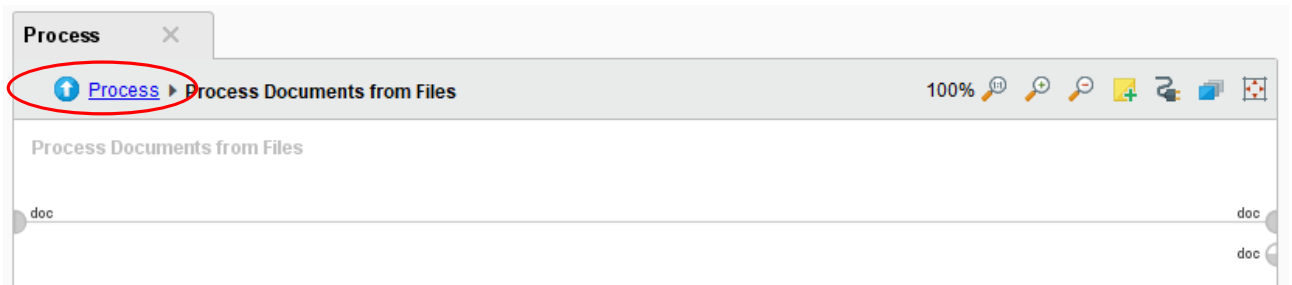 Process
Process Process Documents from Files 100%
Process Documents from Files
doc doc
doc